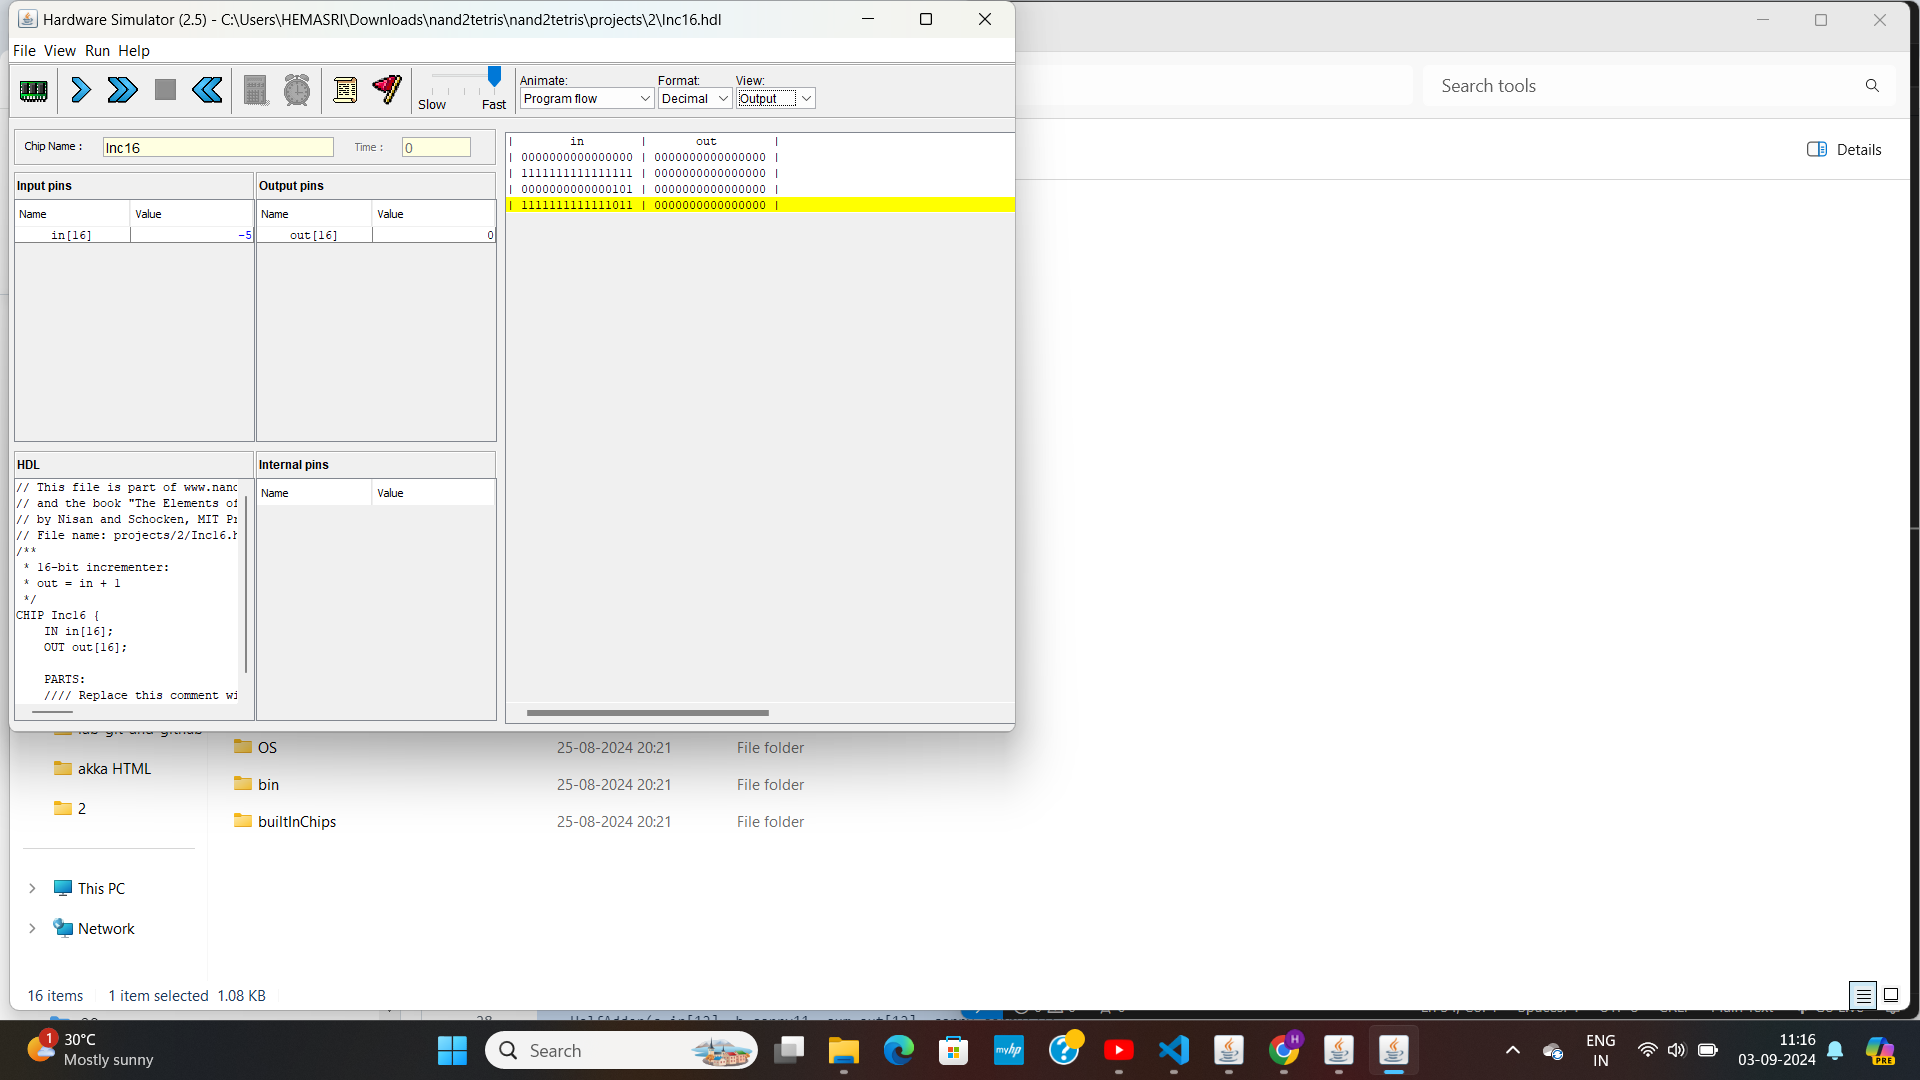 Hardware Simulator (2.5) - C:\Users\HEMASRI\Downloads\nand2tetris\nand2tetris\projects\2\Inc16.hdl
File View Run Help
Slow Fast
Animate: Format: View:
Program flow Decimal Output
Search tools
Details
Chip Name : Inc16 Time : 0
Input pins Output pins
Name Value Name Value
in[16] -5 out[16] 0
| in | out |
| 0000000000000000 | 0000000000000000 |
| 1111111111111111 | 0000000000000000 |
| 0000000000000101 | 0000000000000000 |
| 1111111111111011 | 0000000000000000 |
HDL Internal pins
Name Value
// This file is part of www.nand
// and the book "The Elements of
// by Nisan and Schocken, MIT Pr
// File name: projects/2/Inc16.h
/**
* 16-bit incrementer:
* out = in + 1
*/
CHIP Inc16 {
IN in[16];
OUT out[16];
PARTS:
//// Replace this comment wi
OS 25-08-2024 20:21 File folder
akka HTML
bin 25-08-2024 20:21 File folder
2
builtInChips 25-08-2024 20:21 File folder
This PC
Network
16 items 1 item selected 1.08 KB
1
30°C
Mostly sunny
Search
myhp
H
ENG
IN
11:16
03-09-2024
PRE